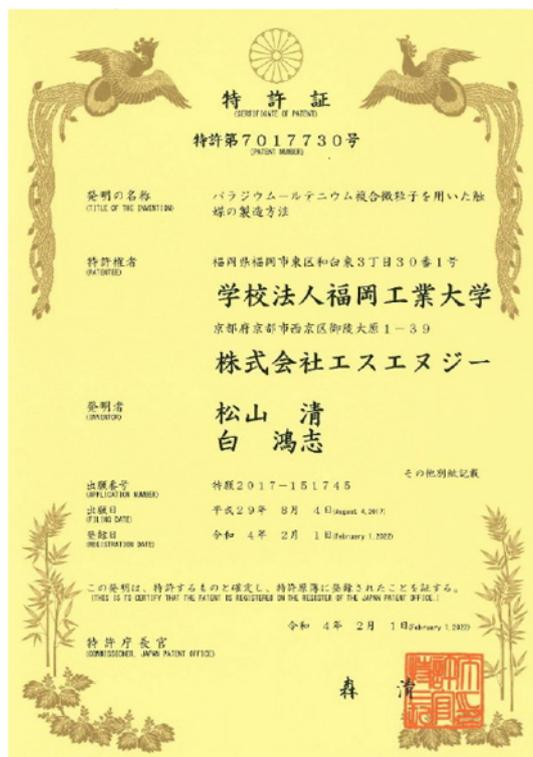 特許証
(CERTIFICATE OF PATENT)
特許第7017730号
(PATENT NUMBER)
発明の名称
(TITLE OF THE INVENTION)
パラジウム－ルテニウム複合微粒子を用いた触
媒の製造方法
特許権者
(PATENTEE)
福岡県福岡市東区和白東3丁目30番1号
学校法人福岡工業大学
京都府京都市西京区御陵大原1－39
株式会社エスエヌジー
発明者
(INVENTOR)
松山 清
白 鴻志
その他別紙記載
出願番号
(APPLICATION NUMBER)
特願2017－151745
出願日
(FILING DATE)
平成29年 8月 4日(August 4,2017)
登録日
(REGISTRATION DATE)
令和 4年 2月 1日(February 1,2022)
この発明は、特許するものと確定し、特許原簿に登録されたことを証する。
(THIS IS TO CERTIFY THAT THE PATENT IS REGISTERED ON THE REGISTER OF THE JAPAN PATENT OFFICE.)
令和 4年 2月 1日(February 1,2022)
特許庁長官
(COMMISSIONER, JAPAN PATENT OFFICE)
森 清